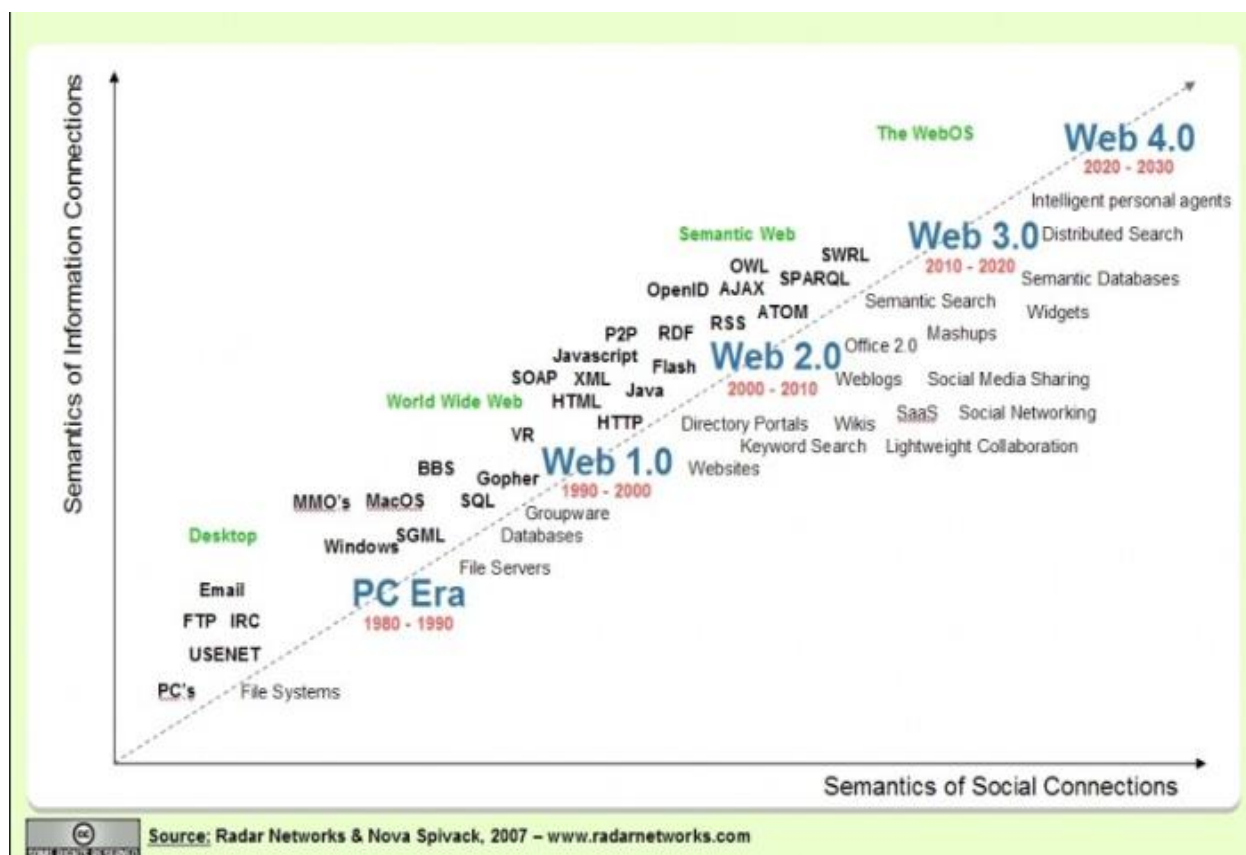 Semantics of Information Connections
The WebOS
Web 4.0
2020 - 2030
Intelligent personal agents
Semantic Web
Web 3.0
Distributed Search
2010 - 2020
SWRL
OWL
SPARQL
Semantic Databases
OpenID
AJAX
Semantic Search
ATOM
Widgets
RSS
P2P
RDF
Mashups
Office 2.0
Javascript
Web 2.0
Flash
SOAP
XML
Weblogs
Social Media Sharing
2000 - 2010
Java
World Wide Web
HTML
SaaS
Social Networking
HTTP
Directory Portals
Wikis
VR
Keyword Search
Lightweight Collaboration
Web 1.0
BBS
Websites
Gopher
1990 - 2000
MMO's
MacOS
SQL
Groupware
Desktop
SGML
Databases
Windows
File Servers
PC Era
Email
1980 - 1990
FTP
IRC
USENET
PC's
File Systems
Semantics of Social Connections
cc
Source: Radar Networks & Nova Spivack, 2007 – www.radarnetworks.com